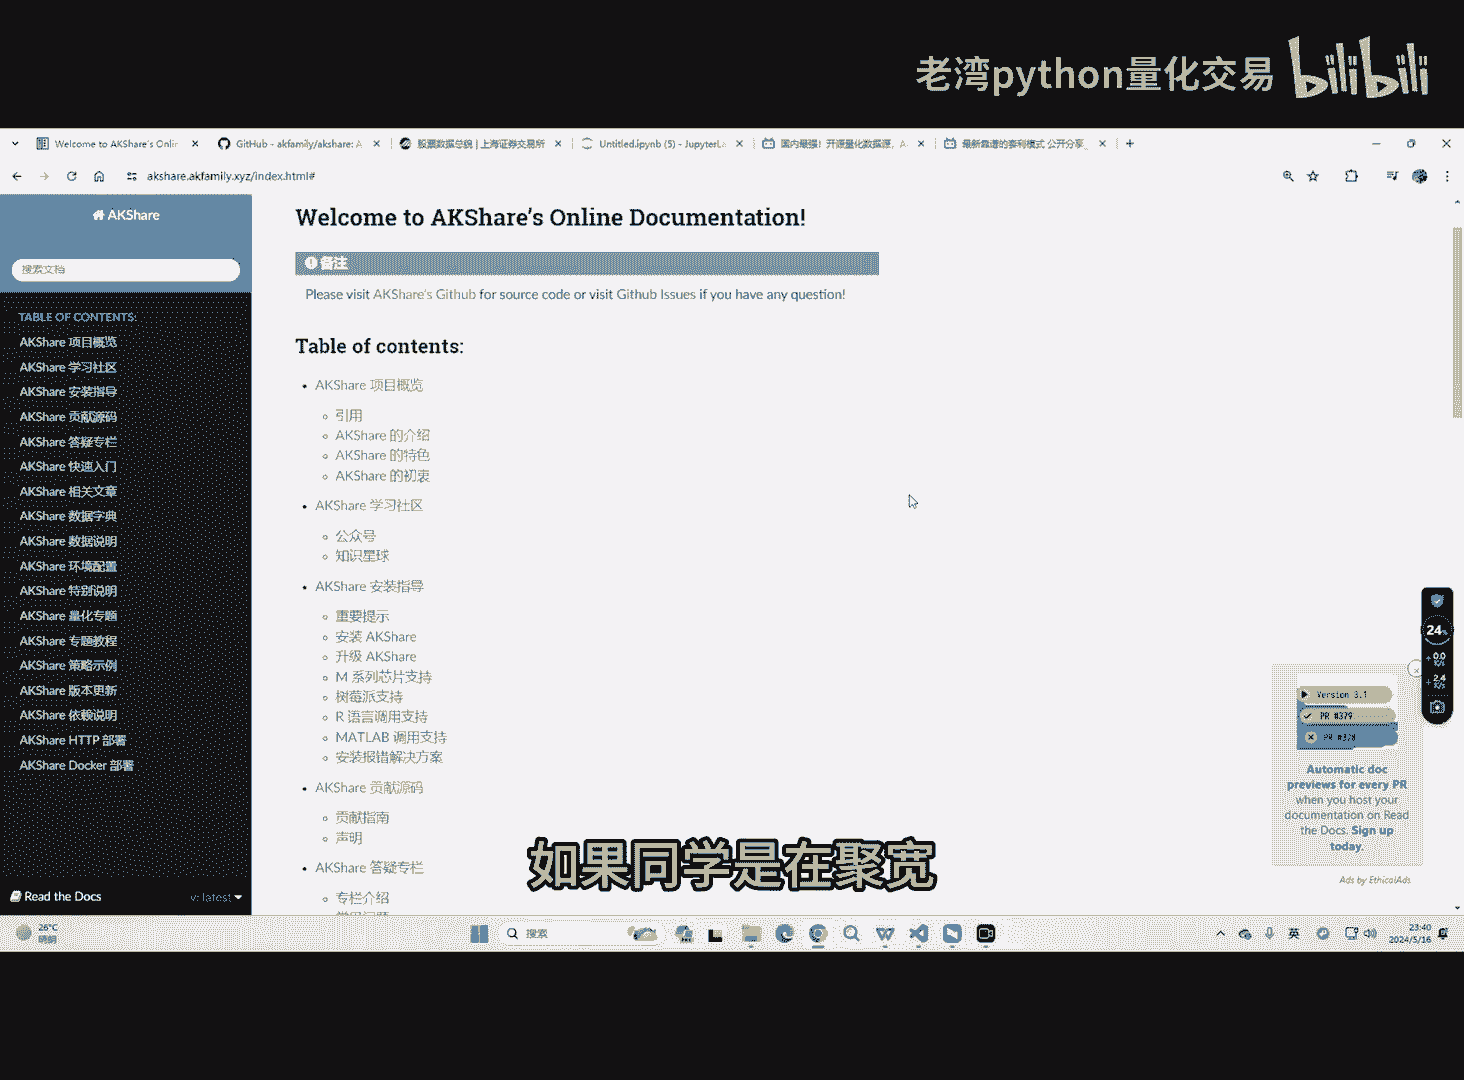 老湾python量化交易 bilibili
Welcome to AKShare's Onlir
GitHub - akfamily/akshare: A
股票数据总貌 | 上海证券交易所
Untitled.ipynb (5) - JupyterLa
国内最强！开源量化数据源，A
最新靠谱的套利模式 公开分享_
akshare.akfamily.xyz/index.html#
AKShare
搜索文档
TABLE OF CONTENTS:
AKShare 项目概览
AKShare 学习社区
AKShare 安装指导
AKShare 贡献源码
AKShare 答疑专栏
AKShare 快速入门
AKShare 相关文章
AKShare 数据字典
AKShare 数据说明
AKShare 环境配置
AKShare 特别说明
AKShare 量化专题
AKShare 专题教程
AKShare 策略示例
AKShare 版本更新
AKShare 依赖说明
AKShare HTTP 部署
AKShare Docker 部署
Read the Docs
v: latest
Welcome to AKShare's Online Documentation!
备注
Please visit AKShare's Github for source code or visit Github Issues if you have any question!
Table of contents:
AKShare 项目概览
引用
AKShare 的介绍
AKShare 的特色
AKShare 的初衷
AKShare 学习社区
公众号
知识星球
AKShare 安装指导
重要提示
安装 AKShare
升级 AKShare
M 系列芯片支持
树莓派支持
R 语言调用支持
MATLAB 调用支持
安装报错解决方案
AKShare 贡献源码
贡献指南
声明
AKShare 答疑专栏
专栏介绍
24%
0.0
K/s
2.4
K/s
Version 3.1
PR #379
PR #378
Automatic doc
previews for every PR
when you host your
documentation on Read
the Docs. Sign up
today.
Ads by EthicalAds
如果同学是在聚宽
26°C
晴朗
搜索
英
23:40
2024/5/16